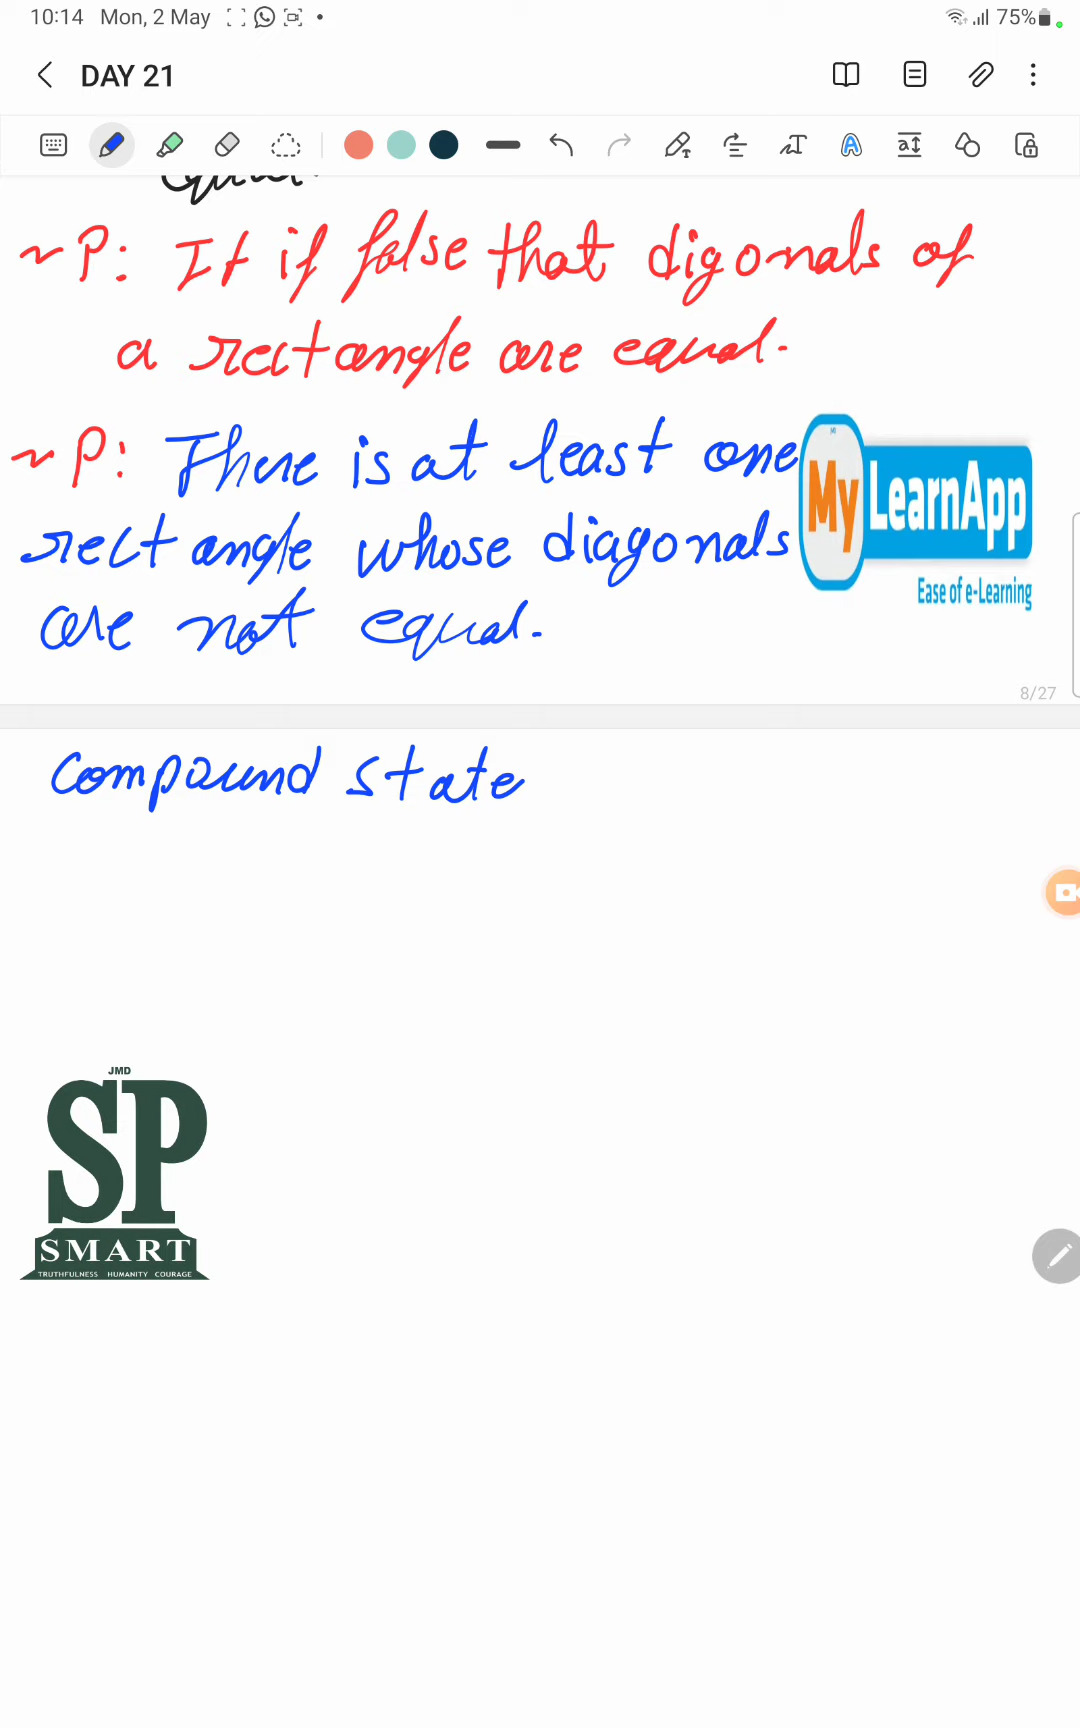 10:14 Mon, 2 May
75%
DAY 21
~P: It if false that digonals of
a rectangle are equal.
~P: There is at least one
rectangle whose diagonals
are not equal.
My LearnApp
Ease of e-Learning
8/27
Compound state
JMD
SP
SMART
TRUTHFULNESS HUMANITY COURAGE